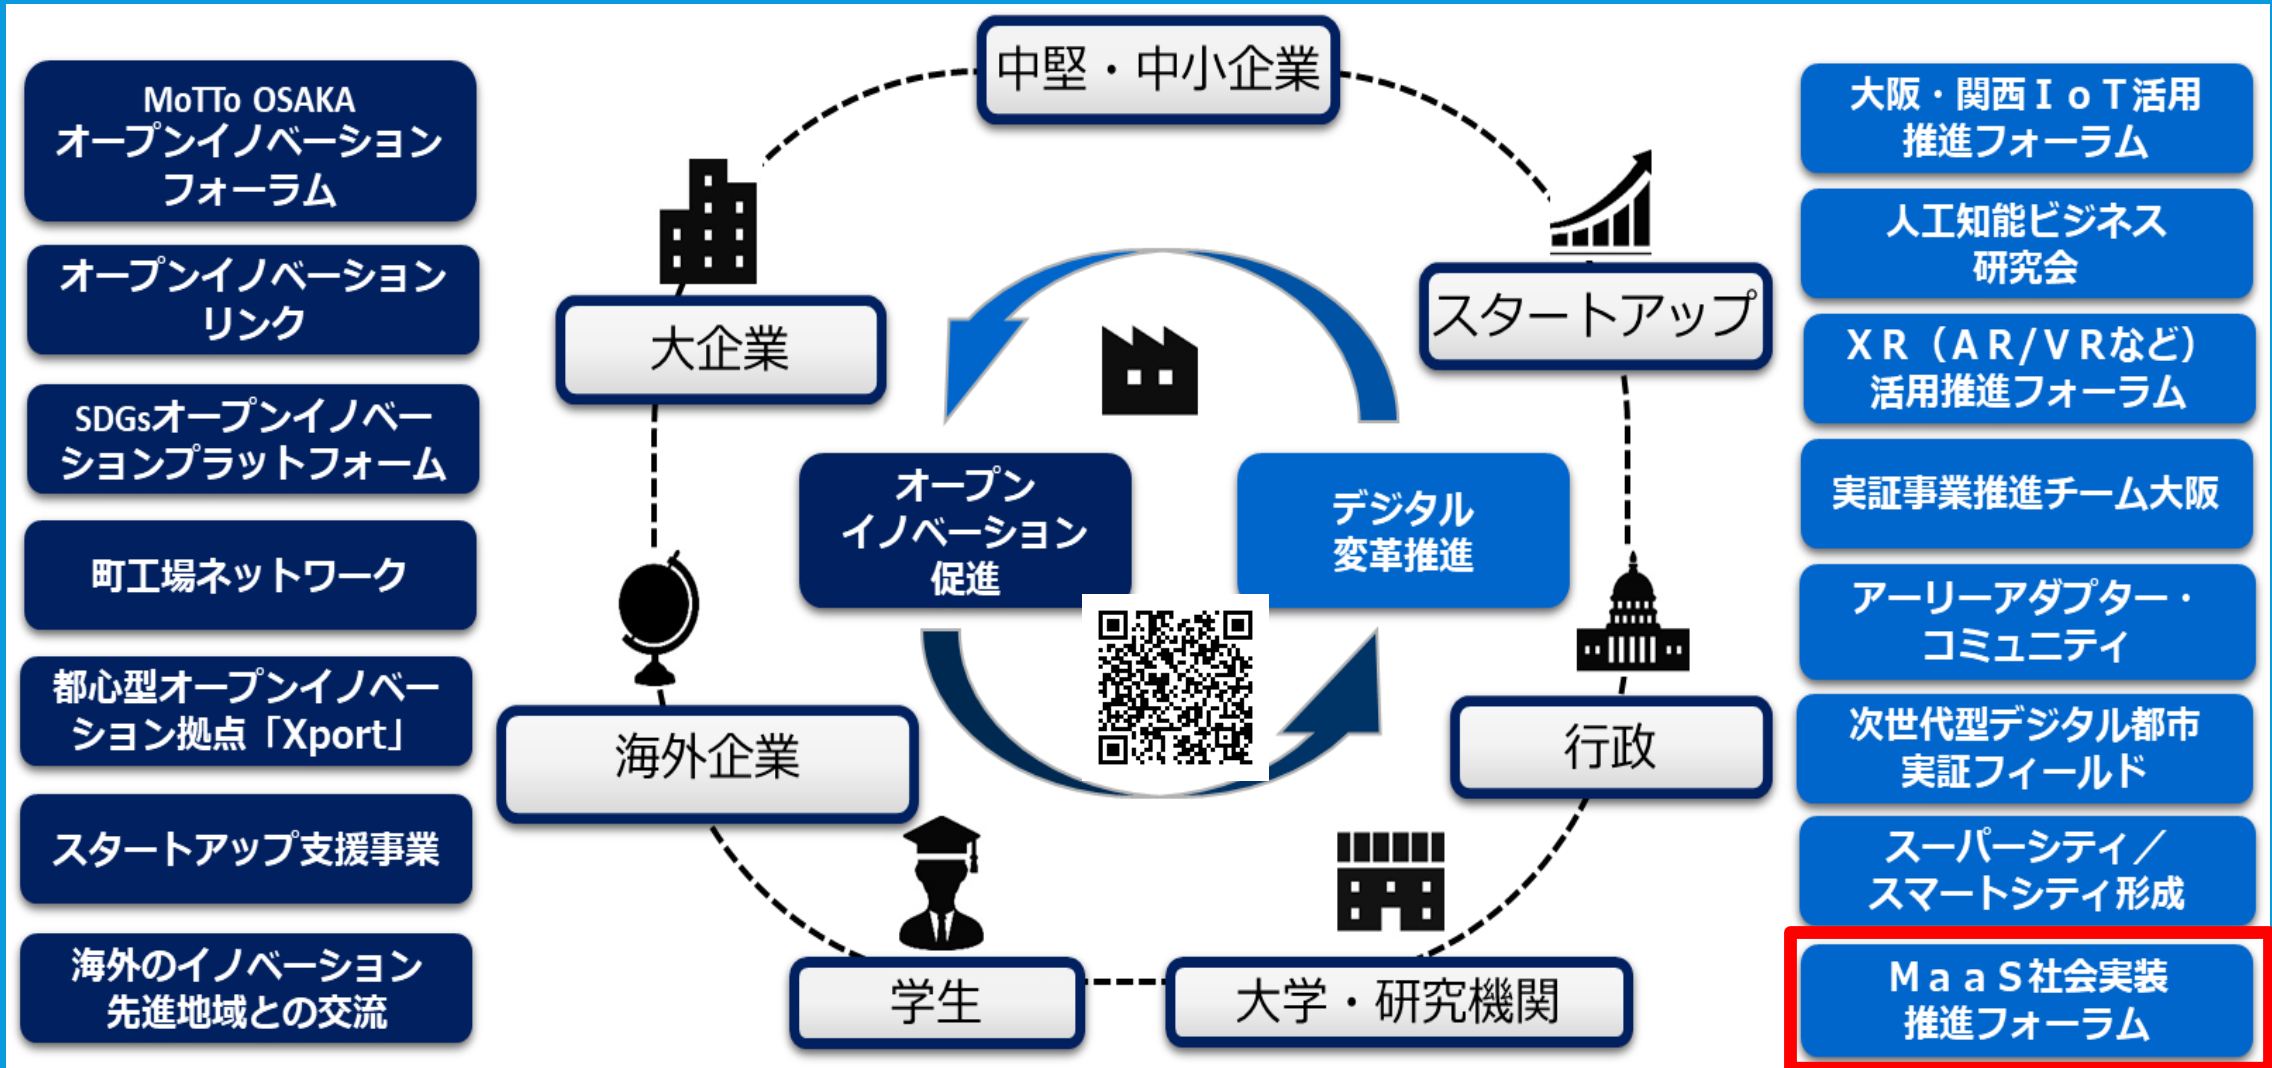 MoTTo OSAKA
オープンイノベーション
フォーラム
オープンイノベーション
リンク
SDGsオープンイノベー
ションプラットフォーム
町工場ネットワーク
都心型オープンイノベー
ション拠点「Xport」
スタートアップ支援事業
海外のイノベーション
先進地域との交流
中堅・中小企業
大企業
スタートアップ
オープン
イノベーション
促進
デジタル
変革推進
海外企業
行政
学生
大学・研究機関
大阪・関西ＩｏＴ活用
推進フォーラム
人工知能ビジネス
研究会
ＸＲ（ＡＲ/ＶＲなど）
活用推進フォーラム
実証事業推進チーム大阪
アーリーアダプター・
コミュニティ
次世代型デジタル都市
実証フィールド
スーパーシティ／
スマートシティ形成
ＭａａＳ社会実装
推進フォーラム